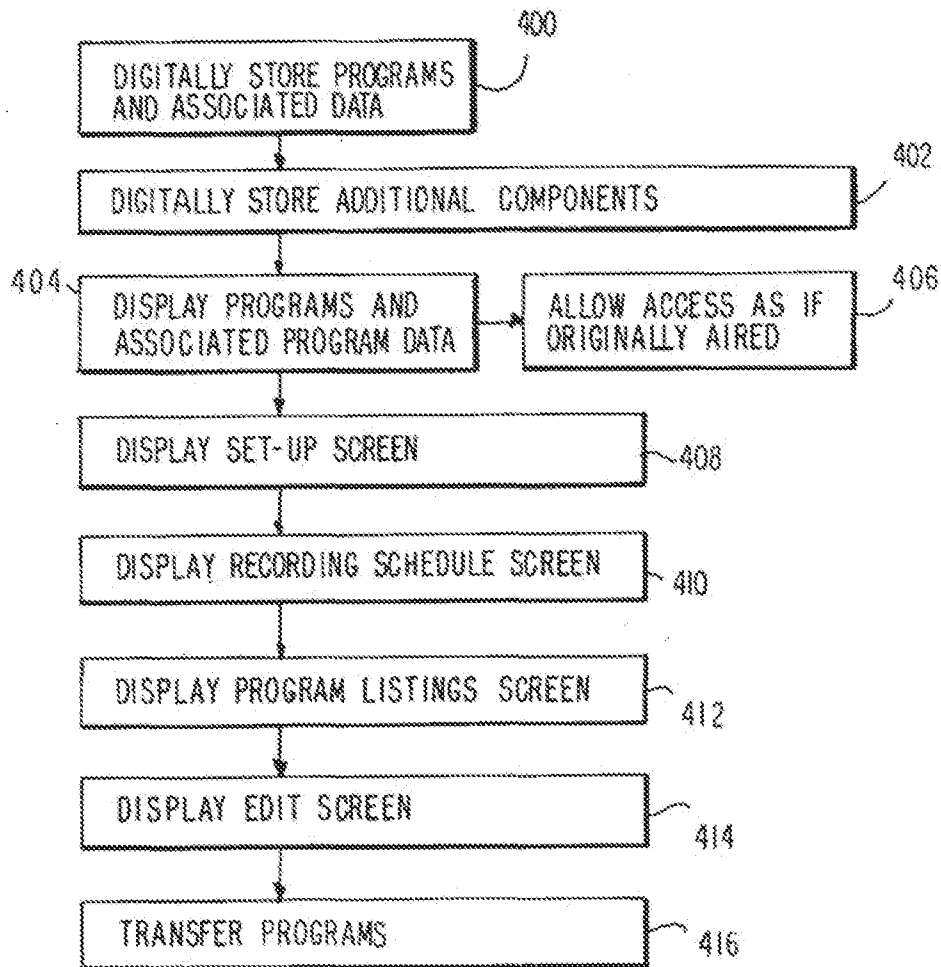 400
DIGITALLY STORE PROGRAMS
AND ASSOCIATED DATA
402
DIGITALLY STORE ADDITIONAL COMPONENTS
404
DISPLAY PROGRAMS AND
ASSOCIATED PROGRAM DATA
406
ALLOW ACCESS AS IF
ORIGINALLY AIRED
DISPLAY SET-UP SCREEN
408
DISPLAY RECORDING SCHEDULE SCREEN
410
DISPLAY PROGRAM LISTINGS SCREEN
412
DISPLAY EDIT SCREEN
414
TRANSFER PROGRAMS
416